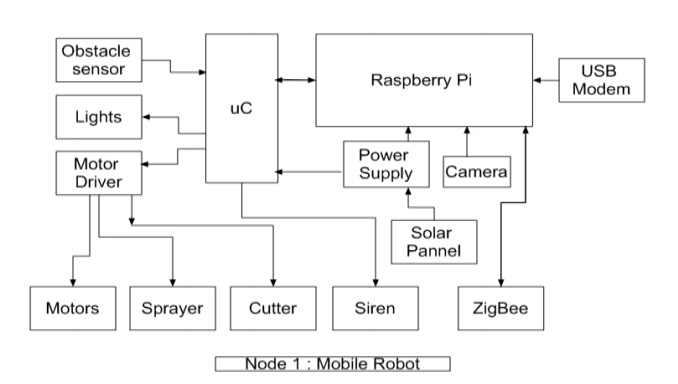 Obstacle
sensor
uC
Raspberry Pi
USB
Modem
Lights
Motor
Driver
Power
Supply
Camera
Solar
Pannel
Motors
Sprayer
Cutter
Siren
ZigBee
Node 1 : Mobile Robot